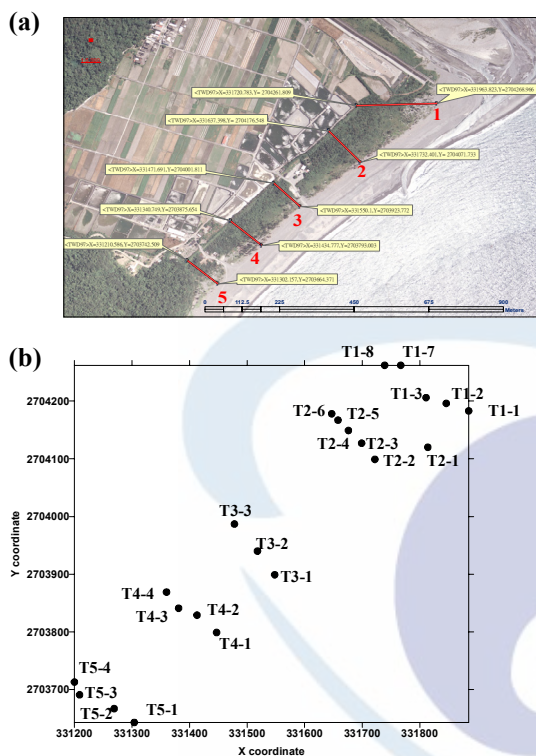 (a)
<TWD97>X=331720.783,Y= 2704261.809
<TWD97>X=331963.823,Y=2704268.986
1
<TWD97>X=331637.398, Y= 2704176.548
2
<TWD97>X=331732.401, Y=2704071.733
<TWD97>X=331471.691,Y=2704001.811
3
<TWD97>X=331340.749,Y=2703875.654
<TWD97>X=331550.1,Y=2703923.772
4
<TWD97>X=331210.586,Y=2703742.509
<TWD97>X=331434.777,Y=2703793.003
5
<TWD97>X=331302.157,Y=2703664.371
0 112.5 225 450 675 900
Meters
(b)
T1-8 T1-7
2704200
T1-3 T1-2
T1-1
T2-6 T2-5
T2-4 T2-3
T2-2 T2-1
2704100
2704000
T3-3
T3-2
T3-1
2703900
T4-4
T4-3 T4-2
T4-1
2703800
2703700
T5-4
T5-3
T5-2 T5-1
331200 331300 331400 331500 331600 331700 331800
X coordinate
Y coordinate